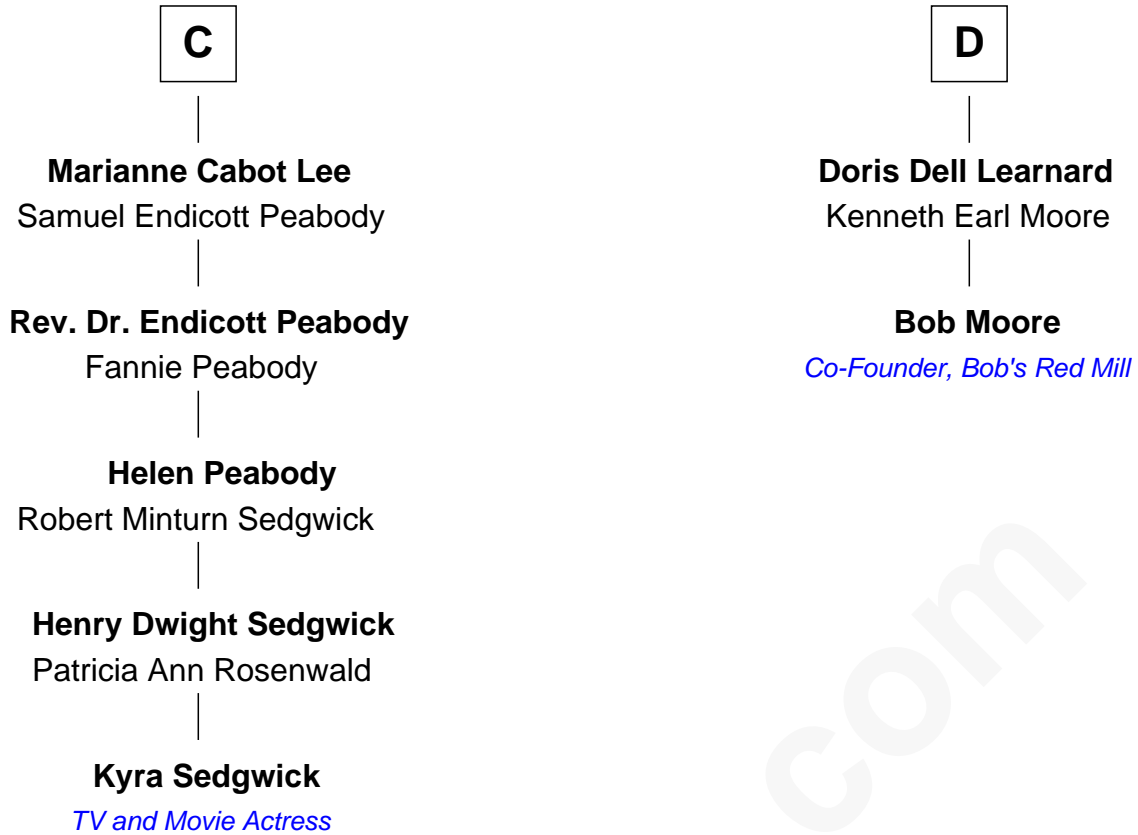 C
Marianne Cabot Lee
Samuel Endicott Peabody
Rev. Dr. Endicott Peabody
Fannie Peabody
Helen Peabody
Robert Minturn Sedgwick
Henry Dwight Sedgwick
Patricia Ann Rosenwald
Kyra Sedgwick
TV and Movie Actress
D
Doris Dell Learnard
Kenneth Earl Moore
Bob Moore
Co-Founder, Bob's Red Mill
com